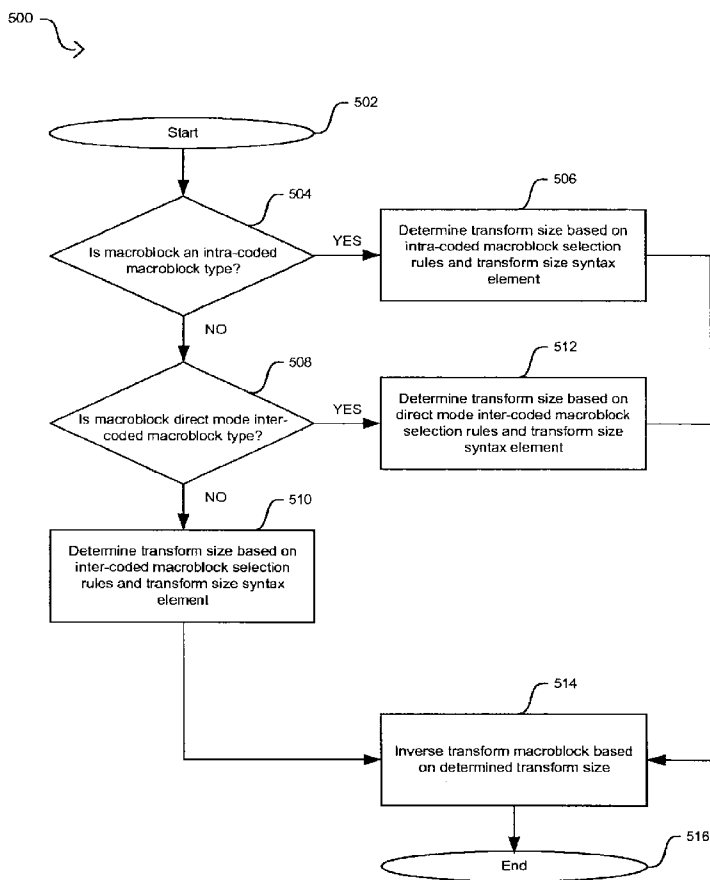 500
502
Start
504
506
Is macroblock an intra-coded
macroblock type?
YES
Determine transform size based on
intra-coded macroblock selection
rules and transform size syntax
element
NO
508
512
Is macroblock direct mode inter-
coded macroblock type?
YES
Determine transform size based on
direct mode inter-coded macroblock
selection rules and transform size
syntax element
NO
510
Determine transform size based on
inter-coded macroblock selection
rules and transform size syntax
element
514
Inverse transform macroblock based
on determined transform size
516
End